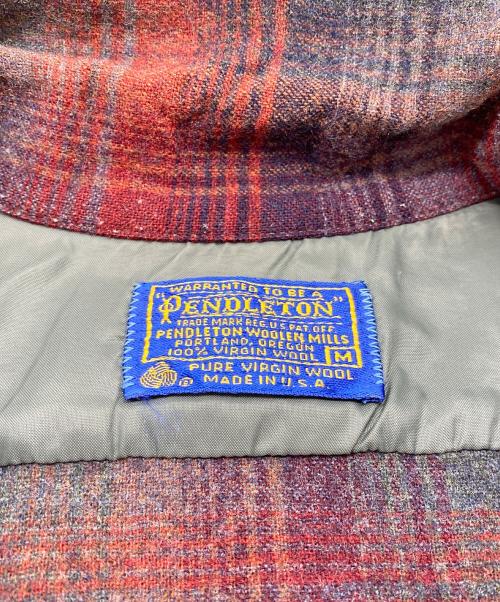 "WARRANTED TO BE A
PENDLETON"
TRADE MARK REG. U.S. PAT. OFF.
PENDLETON WOOLEN MILLS
PORTLAND, OREGON
100% VIRGIN WOOL M
PURE VIRGIN WOOL
® MADE IN U.S.A